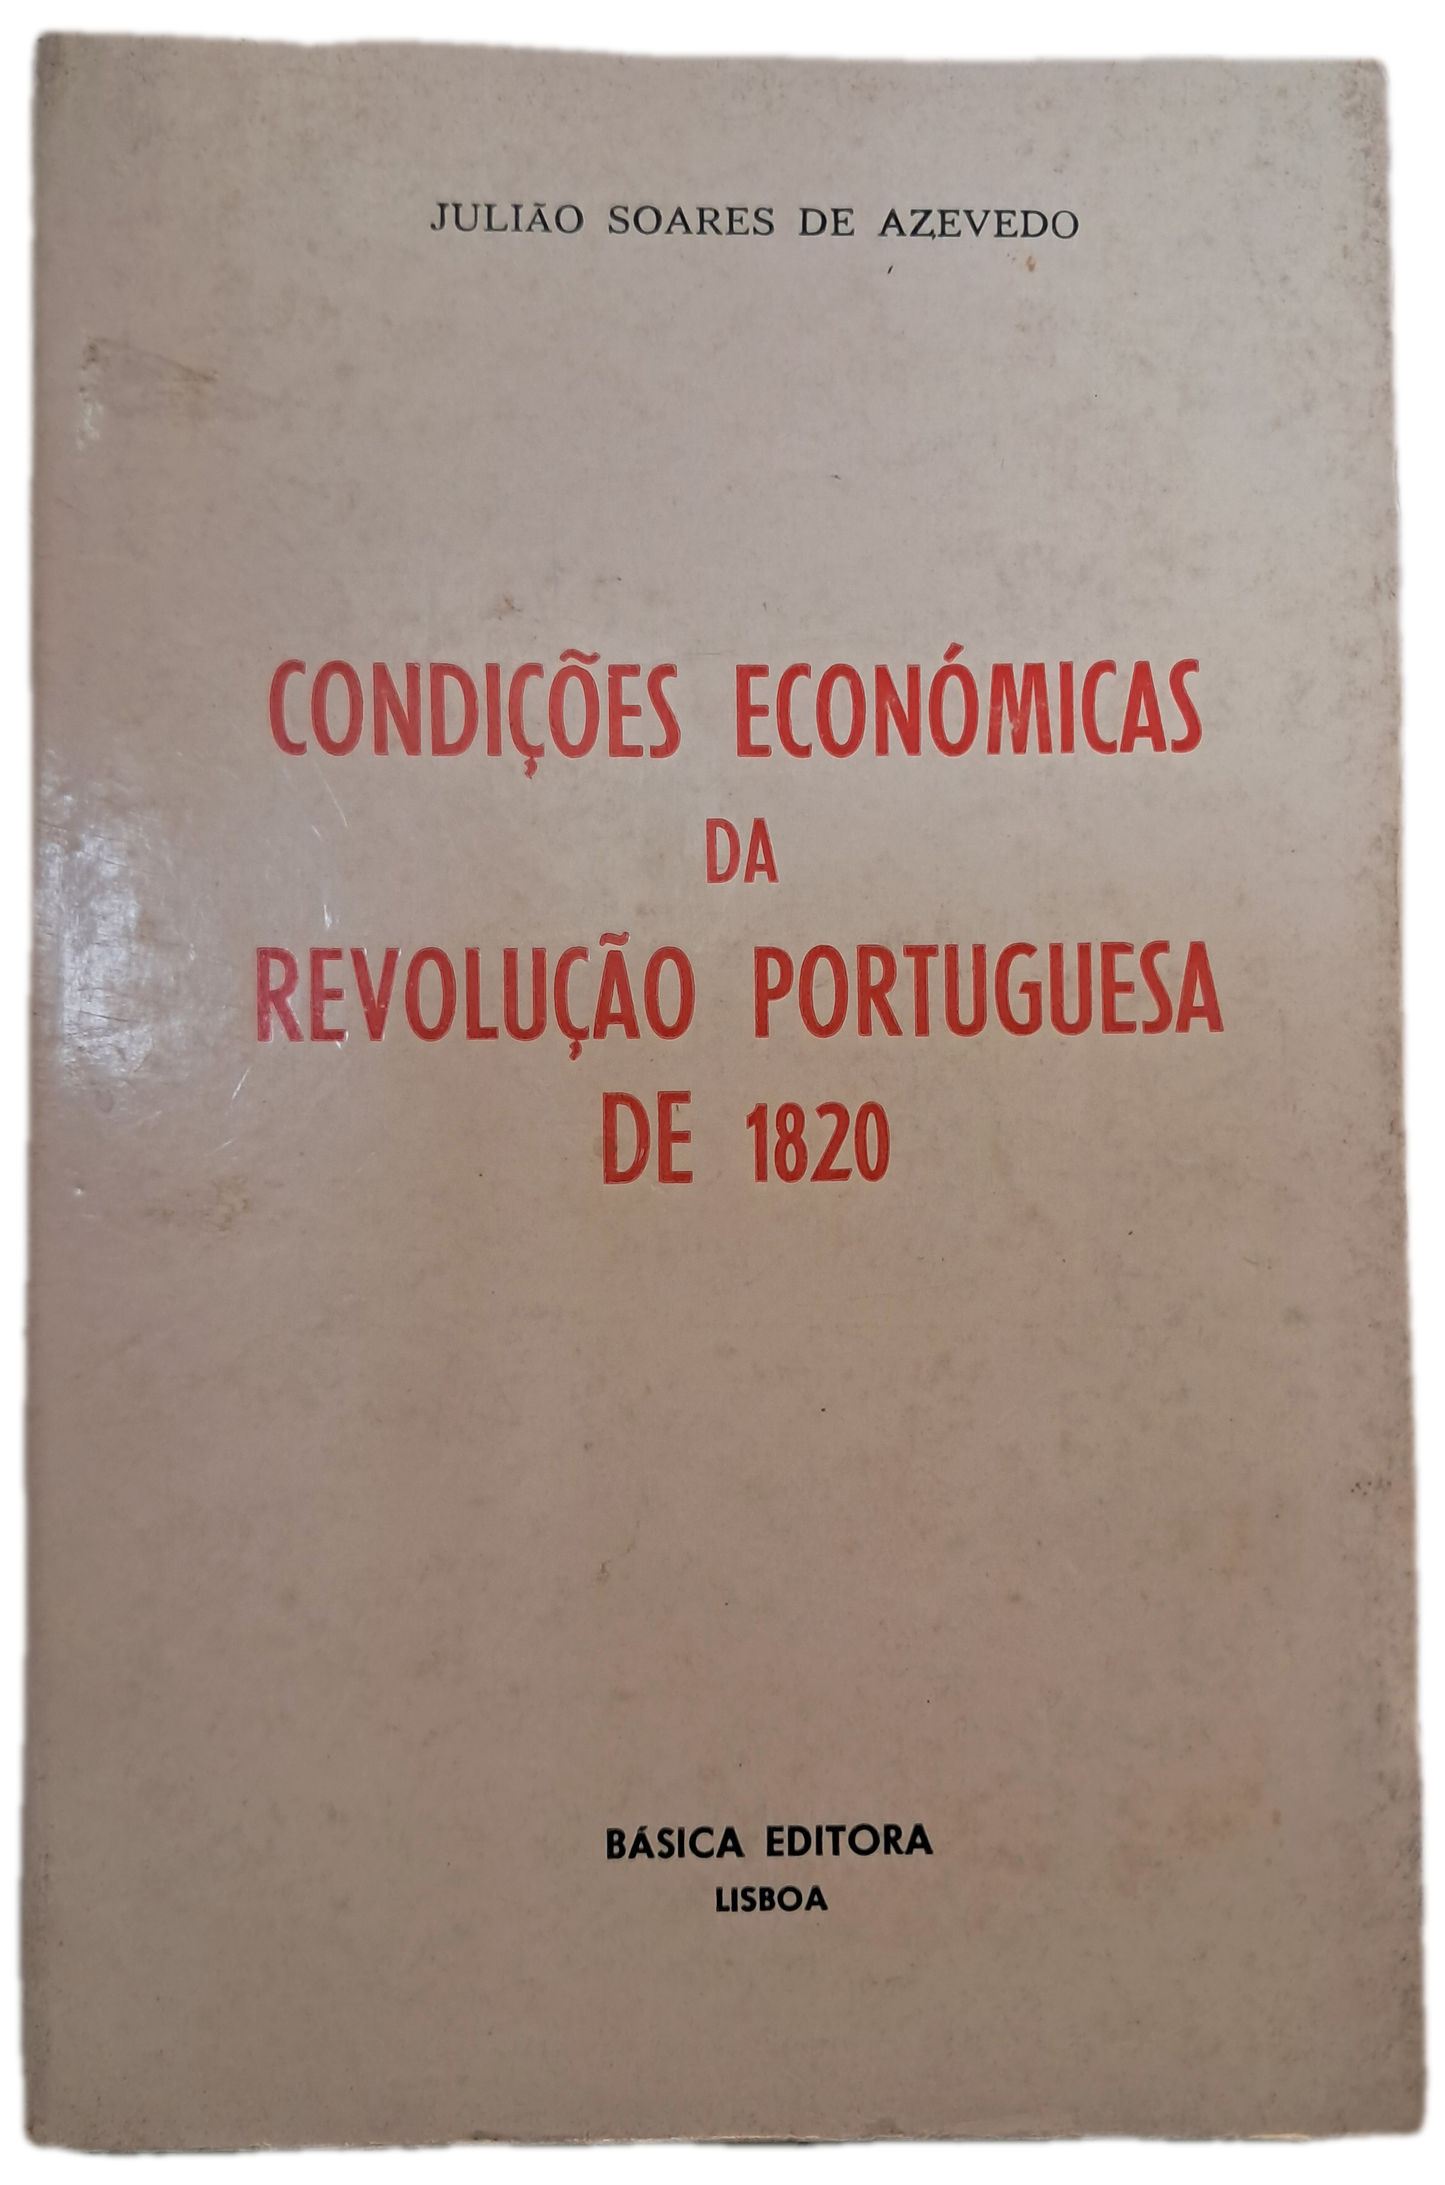 JULIÃO SOARES DE AZEVEDO
CONDIÇÕES ECONÓMICAS
DA
REVOLUÇÃO PORTUGUESA
DE 1820
BÁSICA EDITORA
LISBOA